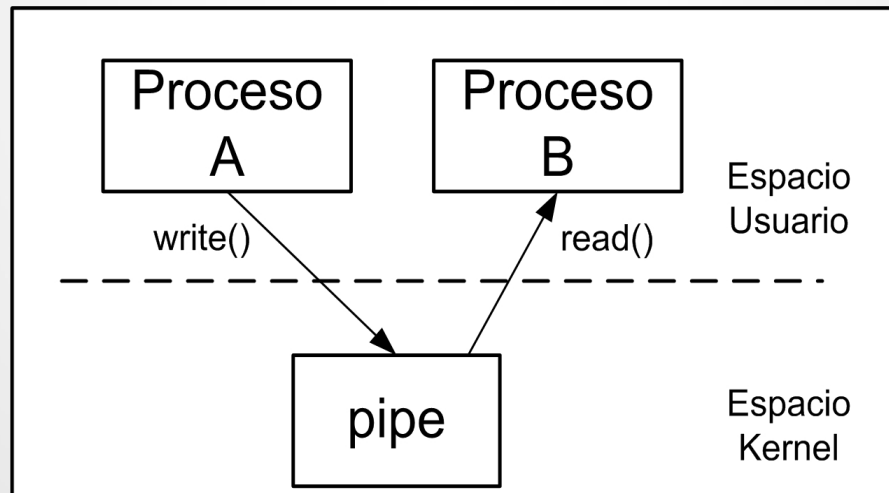 Proceso
A
Proceso
B
Espacio
Usuario
write()
read()
pipe
Espacio
Kernel